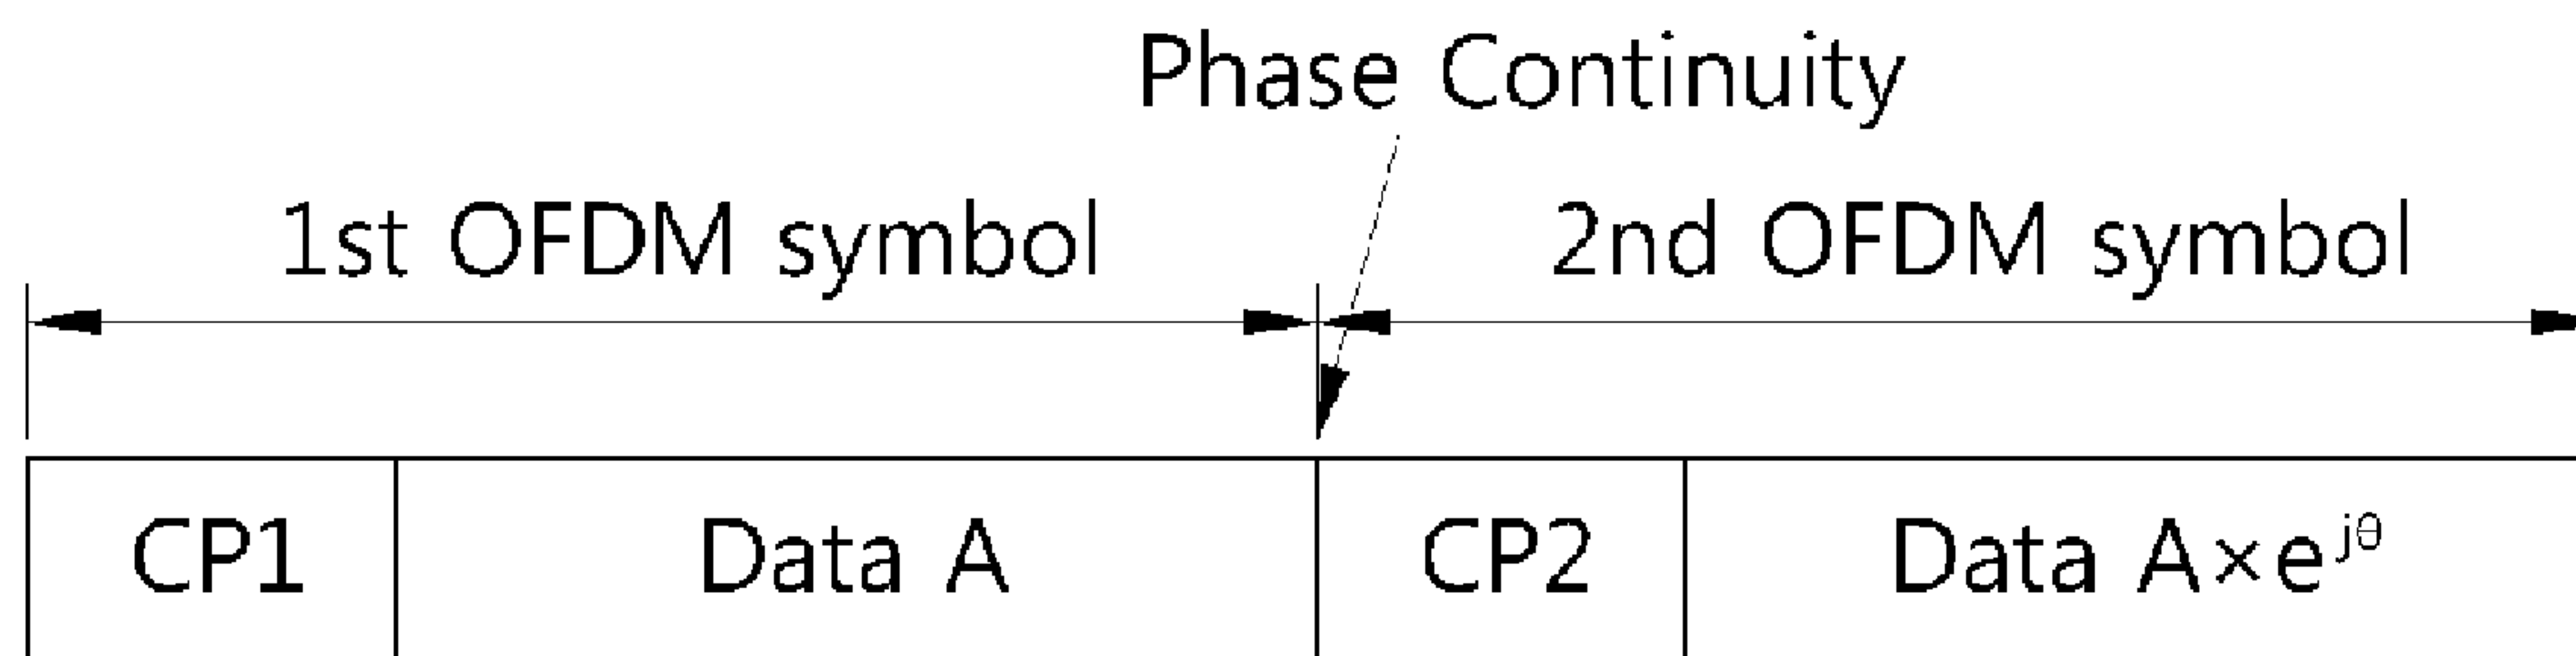 Phase Continuity
1st OFDM symbol 2nd OFDM symbol
CP1 Data A CP2 Data A×e^jθ